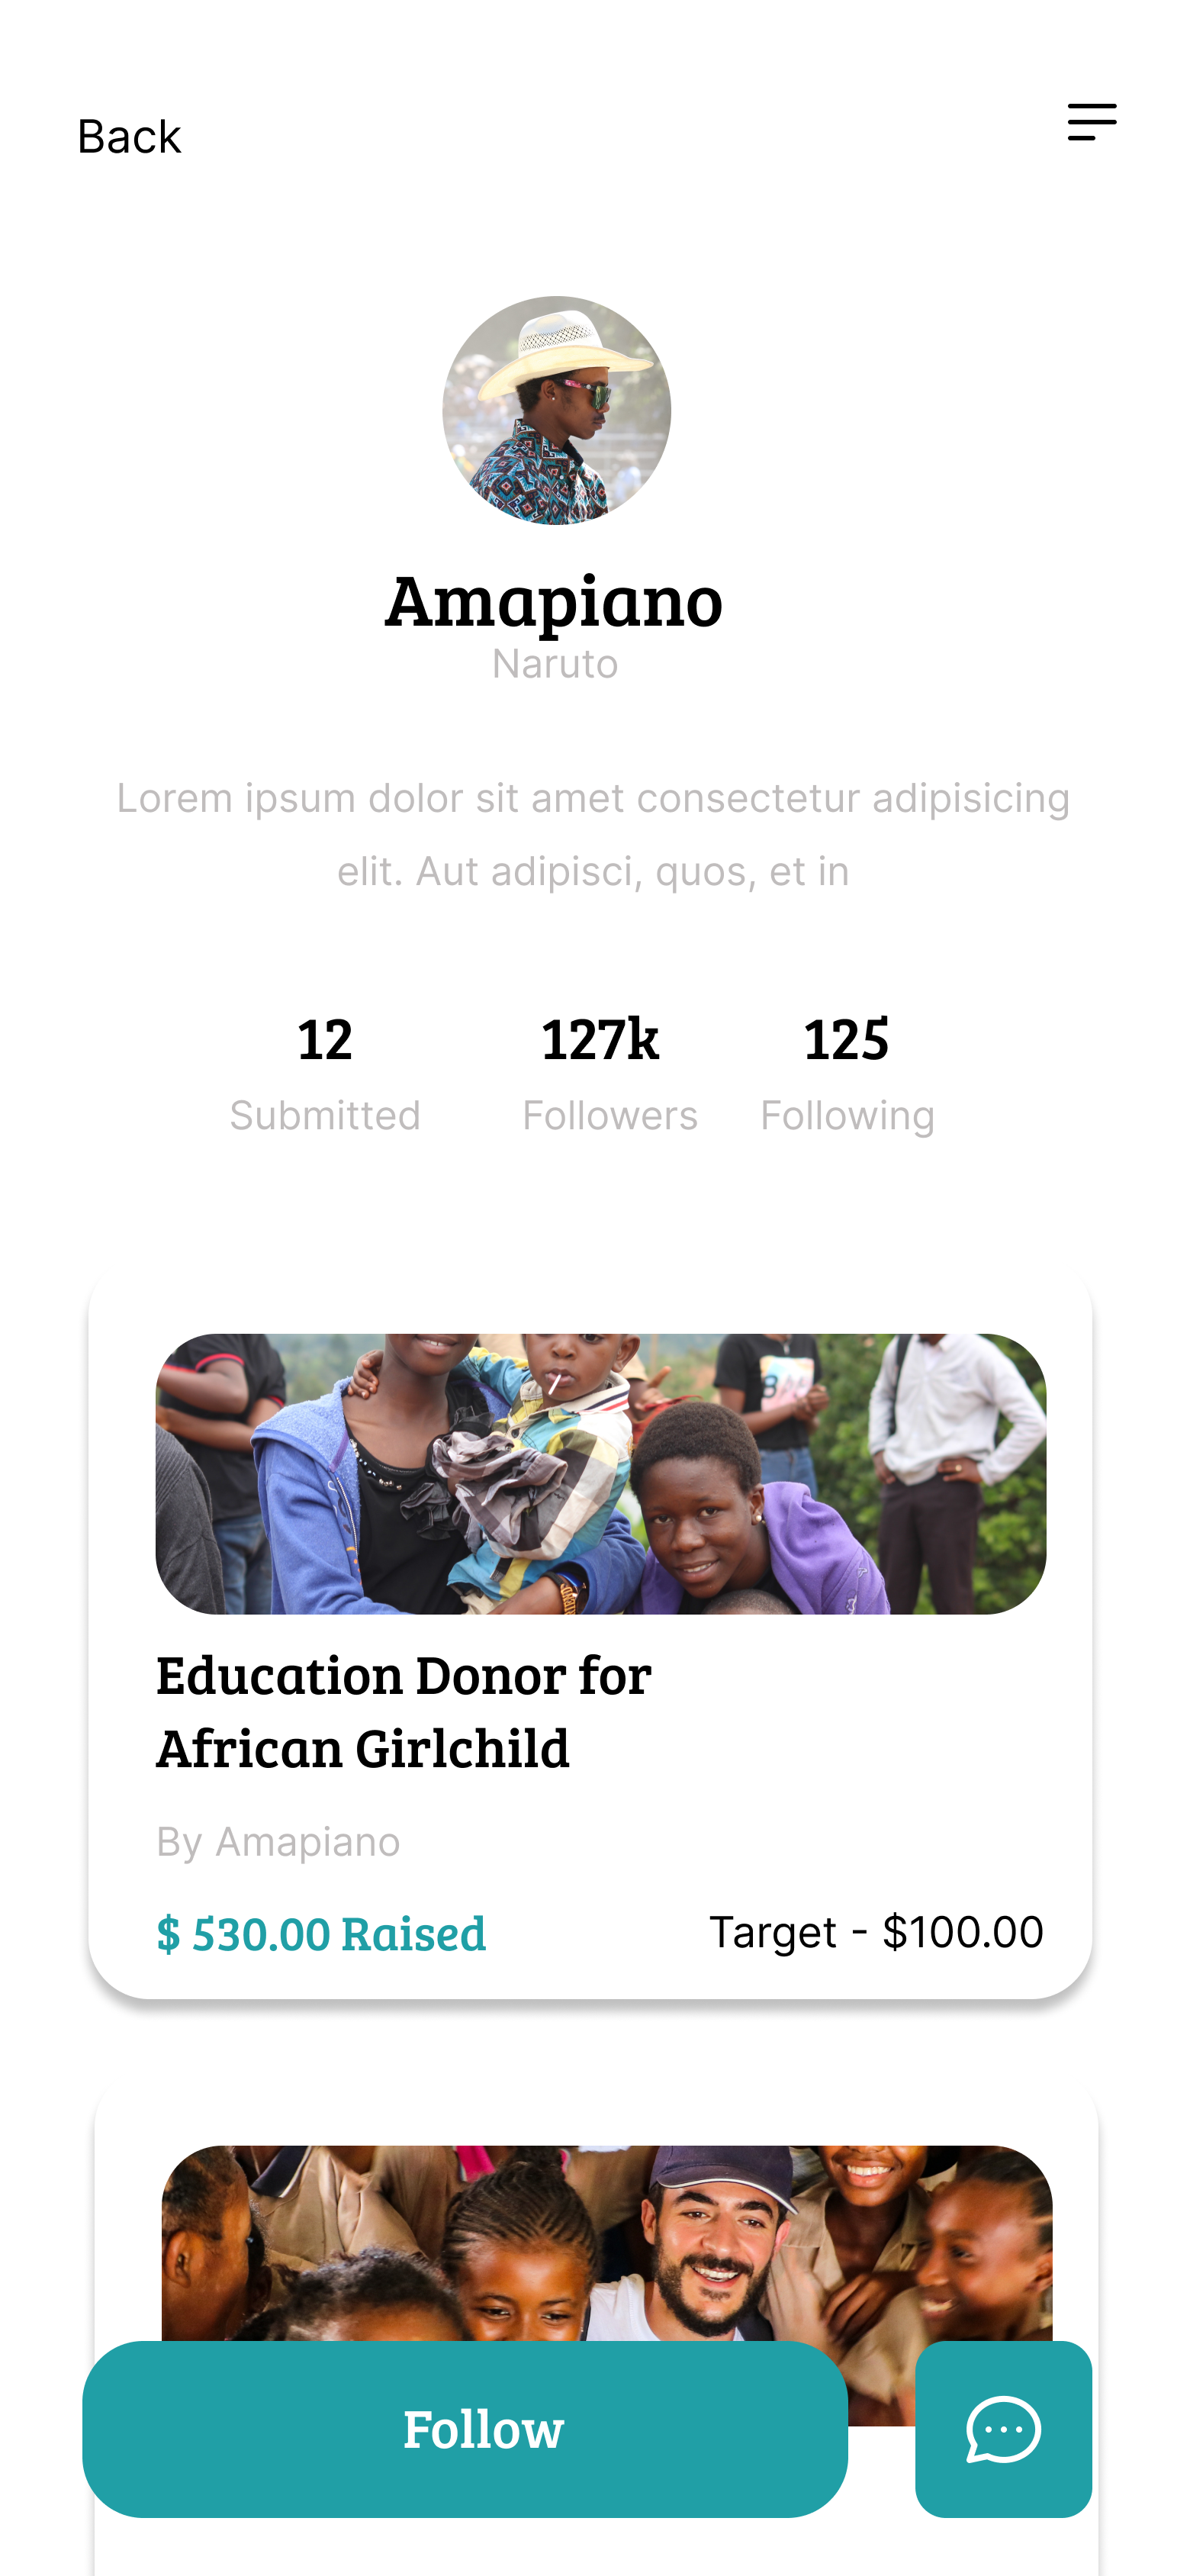 Back
Amapiano
Naruto
Lorem ipsum dolor sit amet consectetur adipisicing
elit. Aut adipisci, quos, et in
12 127k 125
Submitted Followers Following
Education Donor for
African Girlchild
By Amapiano
$ 530.00 Raised Target - $100.00
Follow